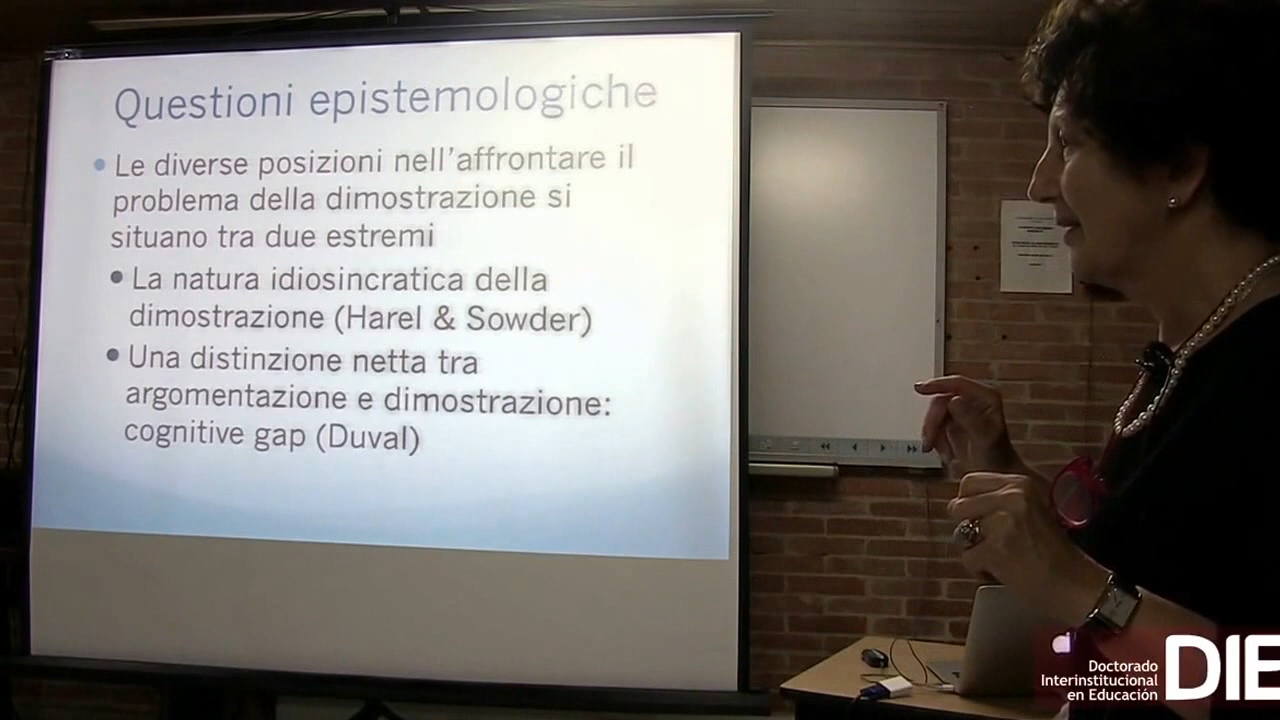 Questioni epistemologiche
• Le diverse posizioni nell'affrontare il
problema della dimostrazione si
situano tra due estremi
• La natura idiosincratica della
dimostrazione (Harel & Sowder)
• Una distinzione netta tra
argomentazione e dimostrazione:
cognitive gap (Duval)
Doctorado
Interinstitucional
en Educación
DIE